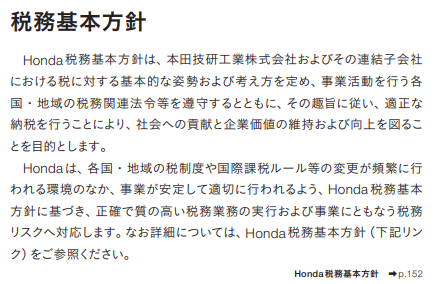 税務基本方針
Honda税務基本方針は、本田技研工業株式会社およびその連結子会社
における税に対する基本的な姿勢および考え方を定め、事業活動を行う各
国・地域の税務関連法令等を遵守するとともに、その趣旨に従い、適正な
納税を行うことにより、社会への貢献と企業価値の維持および向上を図るこ
とを目的とします。
Hondaは、各国・地域の税制度や国際課税ルール等の変更が頻繁に行
われる環境のなか、事業が安定して適切に行われるよう、Honda税務基本
方針に基づき、正確で質の高い税務業務の実行および事業にともなう税務
リスクへ対応します。なお詳細については、Honda税務基本方針（下記リン
ク）をご参照ください。
Honda税務基本方針 ➡p.152